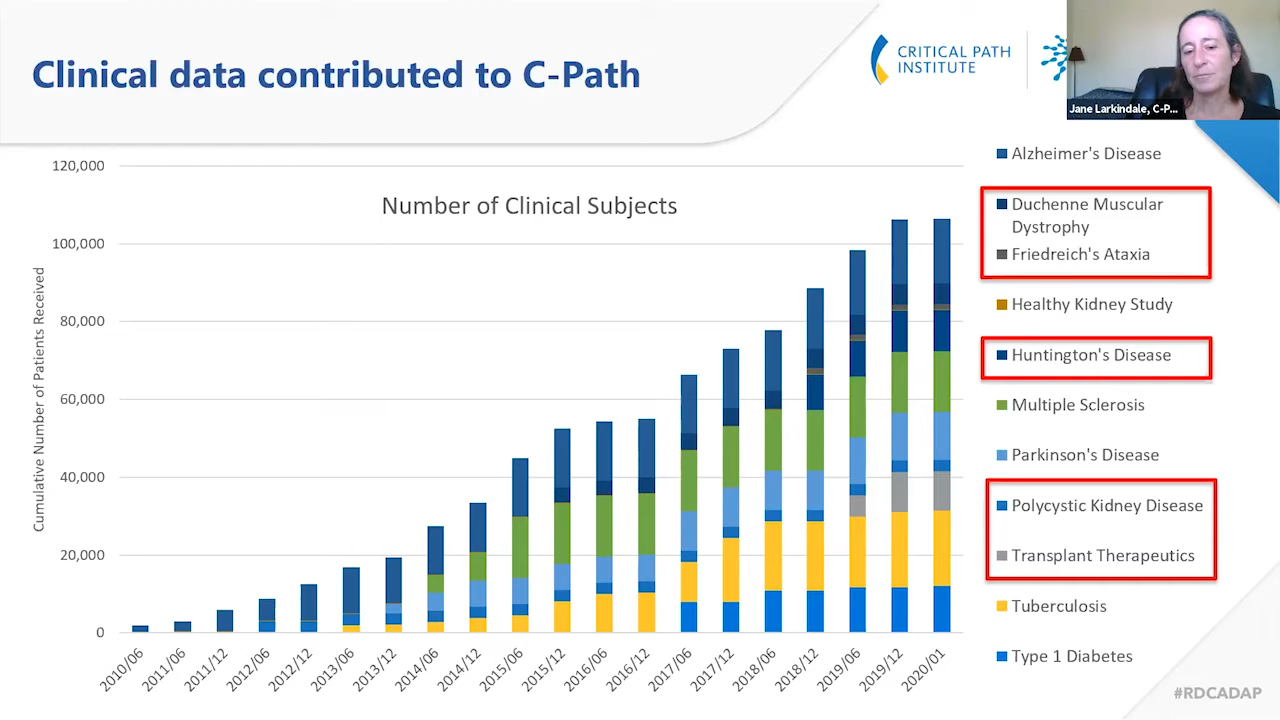 Clinical data contributed to C-Path
CRITICAL PATH
INSTITUTE
Jane Larkindale, C-P...
Number of Clinical Subjects
Cumulative Number of Patients Received
120,000
100,000
80,000
60,000
40,000
20,000
0
2010/06
2011/06
2011/12
2012/06
2012/12
2013/06
2013/12
2014/06
2014/12
2015/06
2015/12
2016/06
2016/12
2017/06
2017/12
2018/06
2018/12
2019/06
2019/12
2020/01
Alzheimer's Disease
Duchenne Muscular
Dystrophy
Friedreich's Ataxia
Healthy Kidney Study
Huntington's Disease
Multiple Sclerosis
Parkinson's Disease
Polycystic Kidney Disease
Transplant Therapeutics
Tuberculosis
Type 1 Diabetes
#RDCADAP